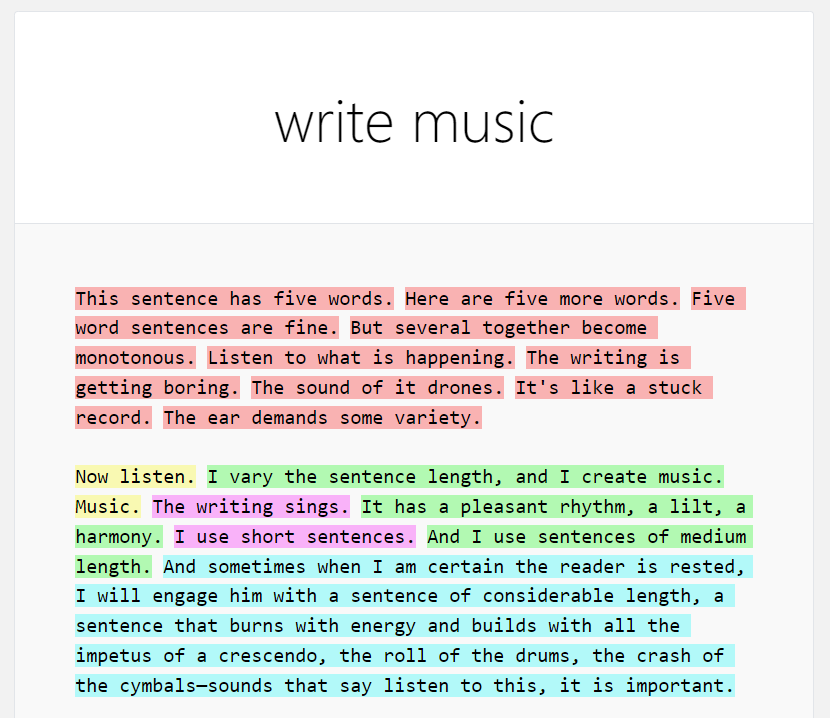 write music
This sentence has five words. Here are five more words. Five
word sentences are fine. But several together become
monotonous. Listen to what is happening. The writing is
getting boring. The sound of it drones. It's like a stuck
record. The ear demands some variety.
Now listen. I vary the sentence length, and I create music.
Music. The writing sings. It has a pleasant rhythm, a lilt, a
harmony. I use short sentences. And I use sentences of medium
length. And sometimes when I am certain the reader is rested,
I will engage him with a sentence of considerable length, a
sentence that burns with energy and builds with all the
impetus of a crescendo, the roll of the drums, the crash of
the cymbals—sounds that say listen to this, it is important.